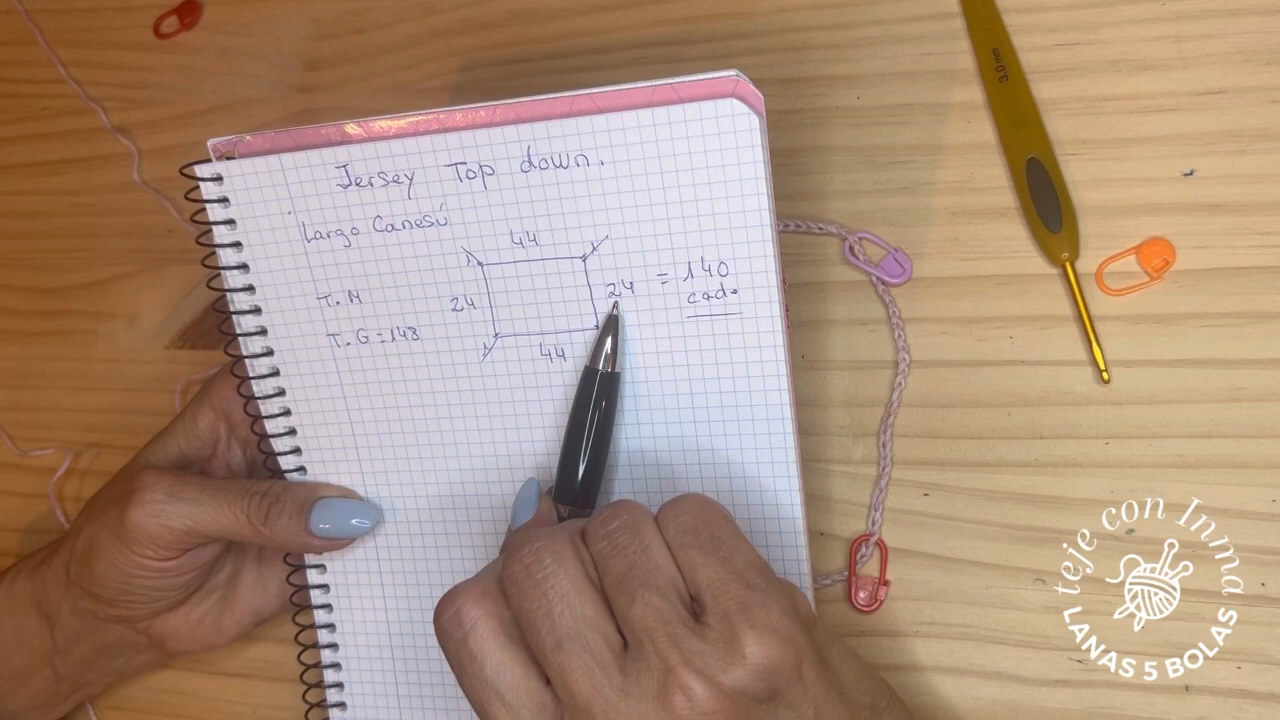 Jersey Top down.
Largo Canesú
44
24
24
= 140
cad.
T.M
T.G=148
44
3.0 mm
teje con Inma
LANAS 5 BOLAS